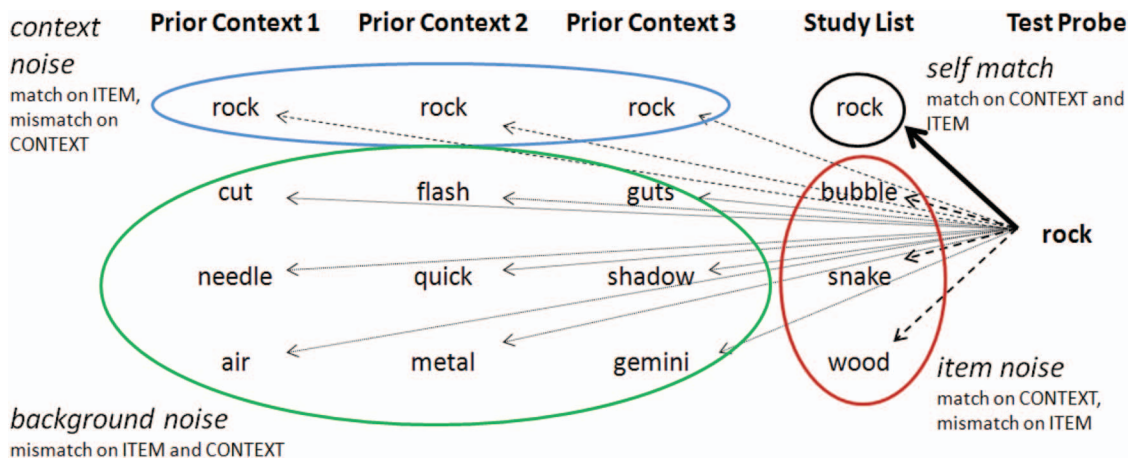 context
Prior Context 1 Prior Context 2 Prior Context 3 Study List Test Probe
noise
match on ITEM,
mismatch on
CONTEXT
self match
match on CONTEXT and
ITEM
rock rock rock rock
cut flash guts bubble
rock
needle quick shadow snake
air metal gemini wood
item noise
match on CONTEXT,
mismatch on ITEM
background noise
mismatch on ITEM and CONTEXT